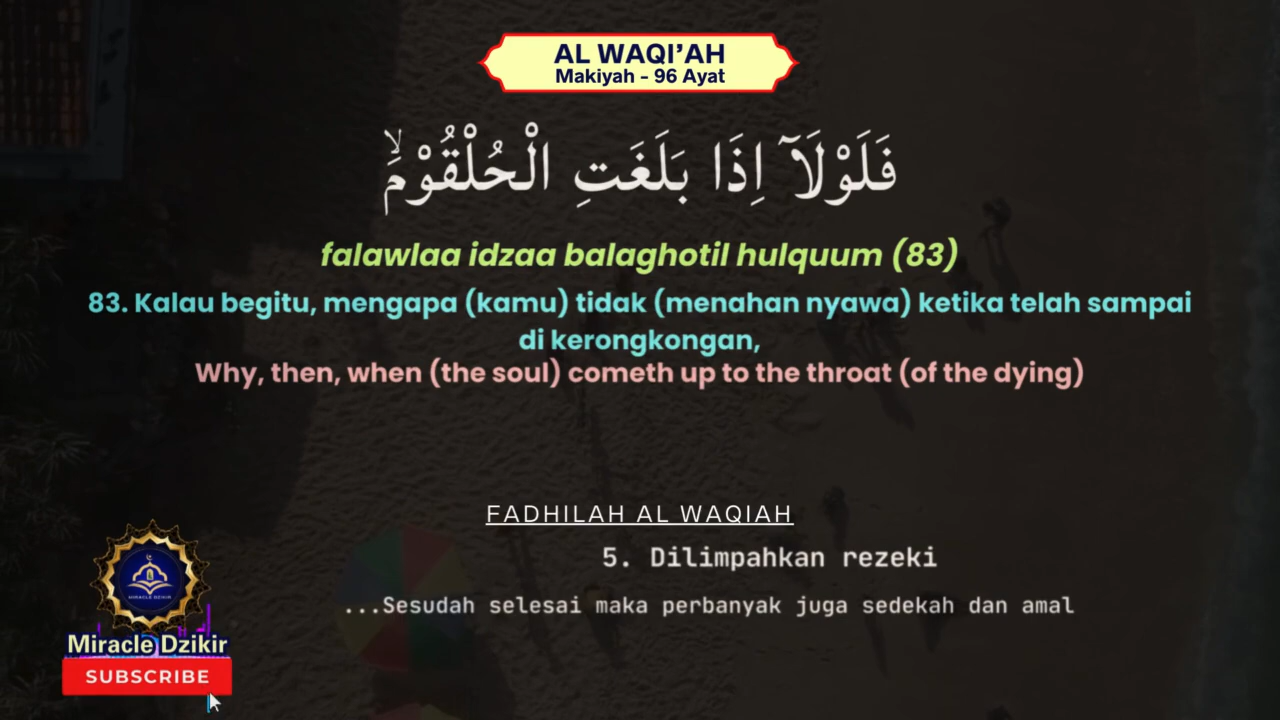 AL WAQI'AH
Makiyah - 96 Ayat
فَلَوْلَآ اِذَا بَلَغَتِ الْحُلْقُوْمَۙ
falawlaa idzaa balaghotil hulquum (83)
83. Kalau begitu, mengapa (kamu) tidak (menahan nyawa) ketika telah sampai
di kerongkongan,
Why, then, when (the soul) cometh up to the throat (of the dying)
FADHILAH AL WAQIAH
5. Dilimpahkan rezeki
...Sesudah selesai maka perbanyak juga sedekah dan amal
MIRACLE DZIKIR
Miracle Dzikir
SUBSCRIBE